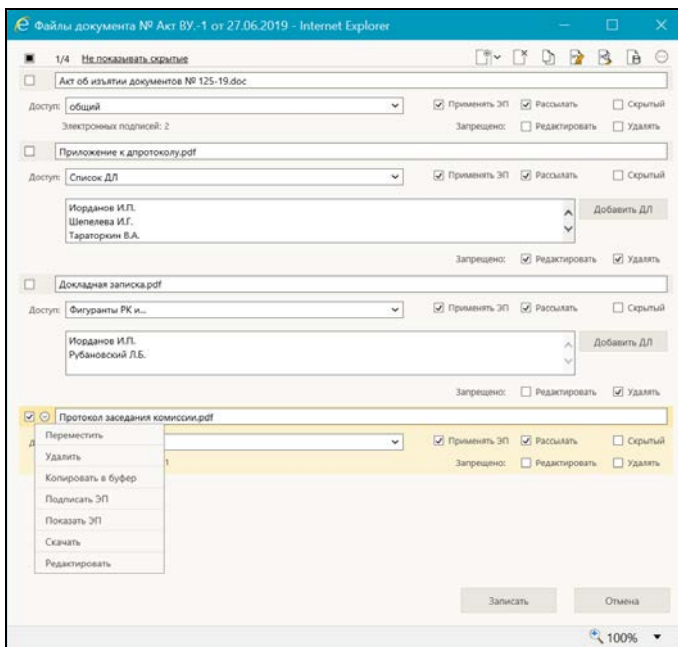 Файлы документа № Акт ВУ.-1 от 27.06.2019 - Internet Explorer
1/4 Не показывать скрытые
Акт об изъятии документов № 125-19.doc
Доступ: общий Применять ЭП Рассылать Скрытый
Электронных подписей: 2 Запрещено: Редактировать Удалять
Приложение к дпротоколу.pdf
Доступ: Список ДЛ Применять ЭП Рассылать Скрытый
Иорданов И.П.
Шепелева И.Г.
Тараторкин В.А.
Добавить ДЛ
Запрещено: Редактировать Удалять
Докладная записка.pdf
Доступ: Фигуранты РК и... Применять ЭП Рассылать Скрытый
Иорданов И.П.
Рубановский Л.Б.
Добавить ДЛ
Запрещено: Редактировать Удалять
Протокол заседания комиссии.pdf
Д Применять ЭП Рассылать Скрытый
1 Запрещено: Редактировать Удалять
Переместить
Удалить
Копировать в буфер
Подписать ЭП
Показать ЭП
Скачать
Редактировать
Записать Отмена
100%